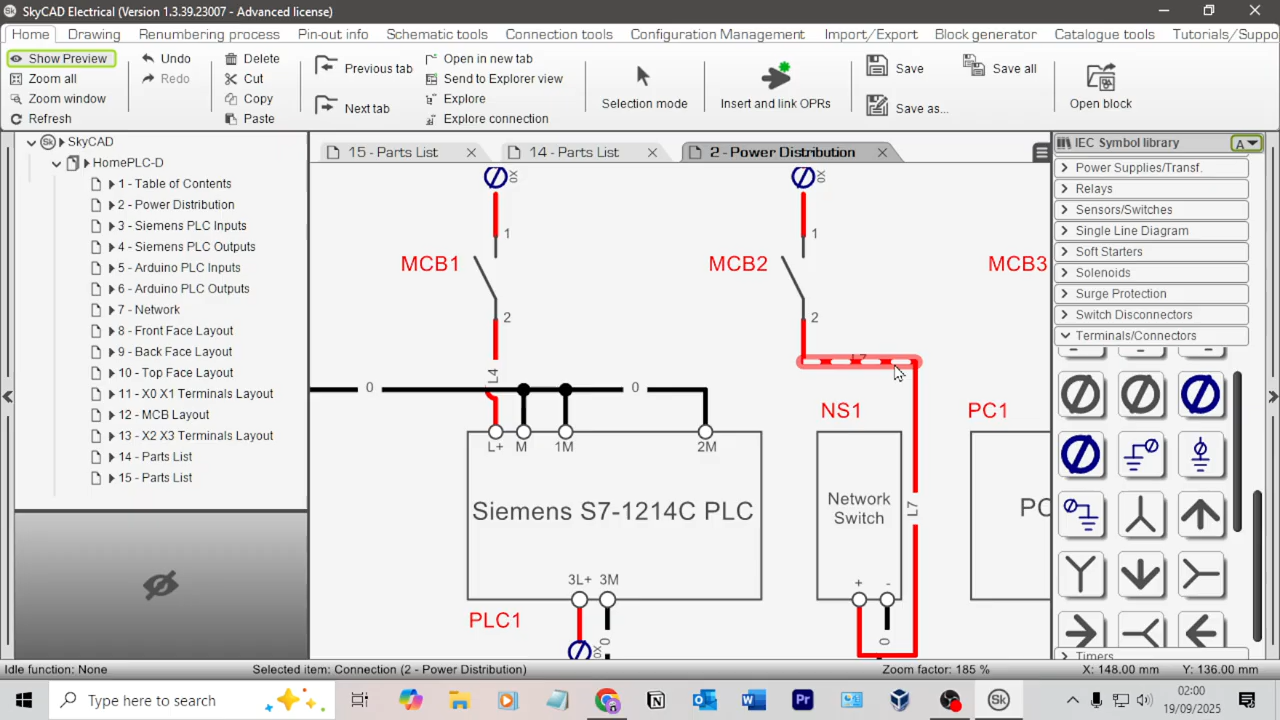 SkyCAD Electrical (Version 1.3.39.23007 - Advanced license)
Home Drawing Renumbering process Pin-out info Schematic tools Connection tools Configuration Management Import/Export Block generator Catalogue tools Tutorials/Suppo
Show Preview
Zoom all
Zoom window
Refresh
Undo
Redo
Delete
Cut
Copy
Paste
Previous tab
Next tab
Open in new tab
Send to Explorer view
Explore
Explore connection
Selection mode
Insert and link OPRs
Save
Save as...
Save all
Open block
SkyCAD
HomePLC-D
1 - Table of Contents
2 - Power Distribution
3 - Siemens PLC Inputs
4 - Siemens PLC Outputs
5 - Arduino PLC Inputs
6 - Arduino PLC Outputs
7 - Network
8 - Front Face Layout
9 - Back Face Layout
10 - Top Face Layout
11 - X0 X1 Terminals Layout
12 - MCB Layout
13 - X2 X3 Terminals Layout
14 - Parts List
15 - Parts List
15 - Parts List
14 - Parts List
2 - Power Distribution
X0
X0
1
1
MCB1
MCB2
MCB3
2
2
L4
0
0
NS1
PC1
L+ M 1M 2M
Siemens S7-1214C PLC
Network
Switch
PC
L7
3L+ 3M
+ -
PLC1
0
0
IEC Symbol library
A
Power Supplies/Transf.
Relays
Sensors/Switches
Single Line Diagram
Soft Starters
Solenoids
Surge Protection
Switch Disconnectors
Terminals/Connectors
Timers
Idle function: None
Selected item: Connection (2 - Power Distribution)
Zoom factor: 185 %
X: 148.00 mm
Y: 136.00 mm
Type here to search
02:00
19/09/2025